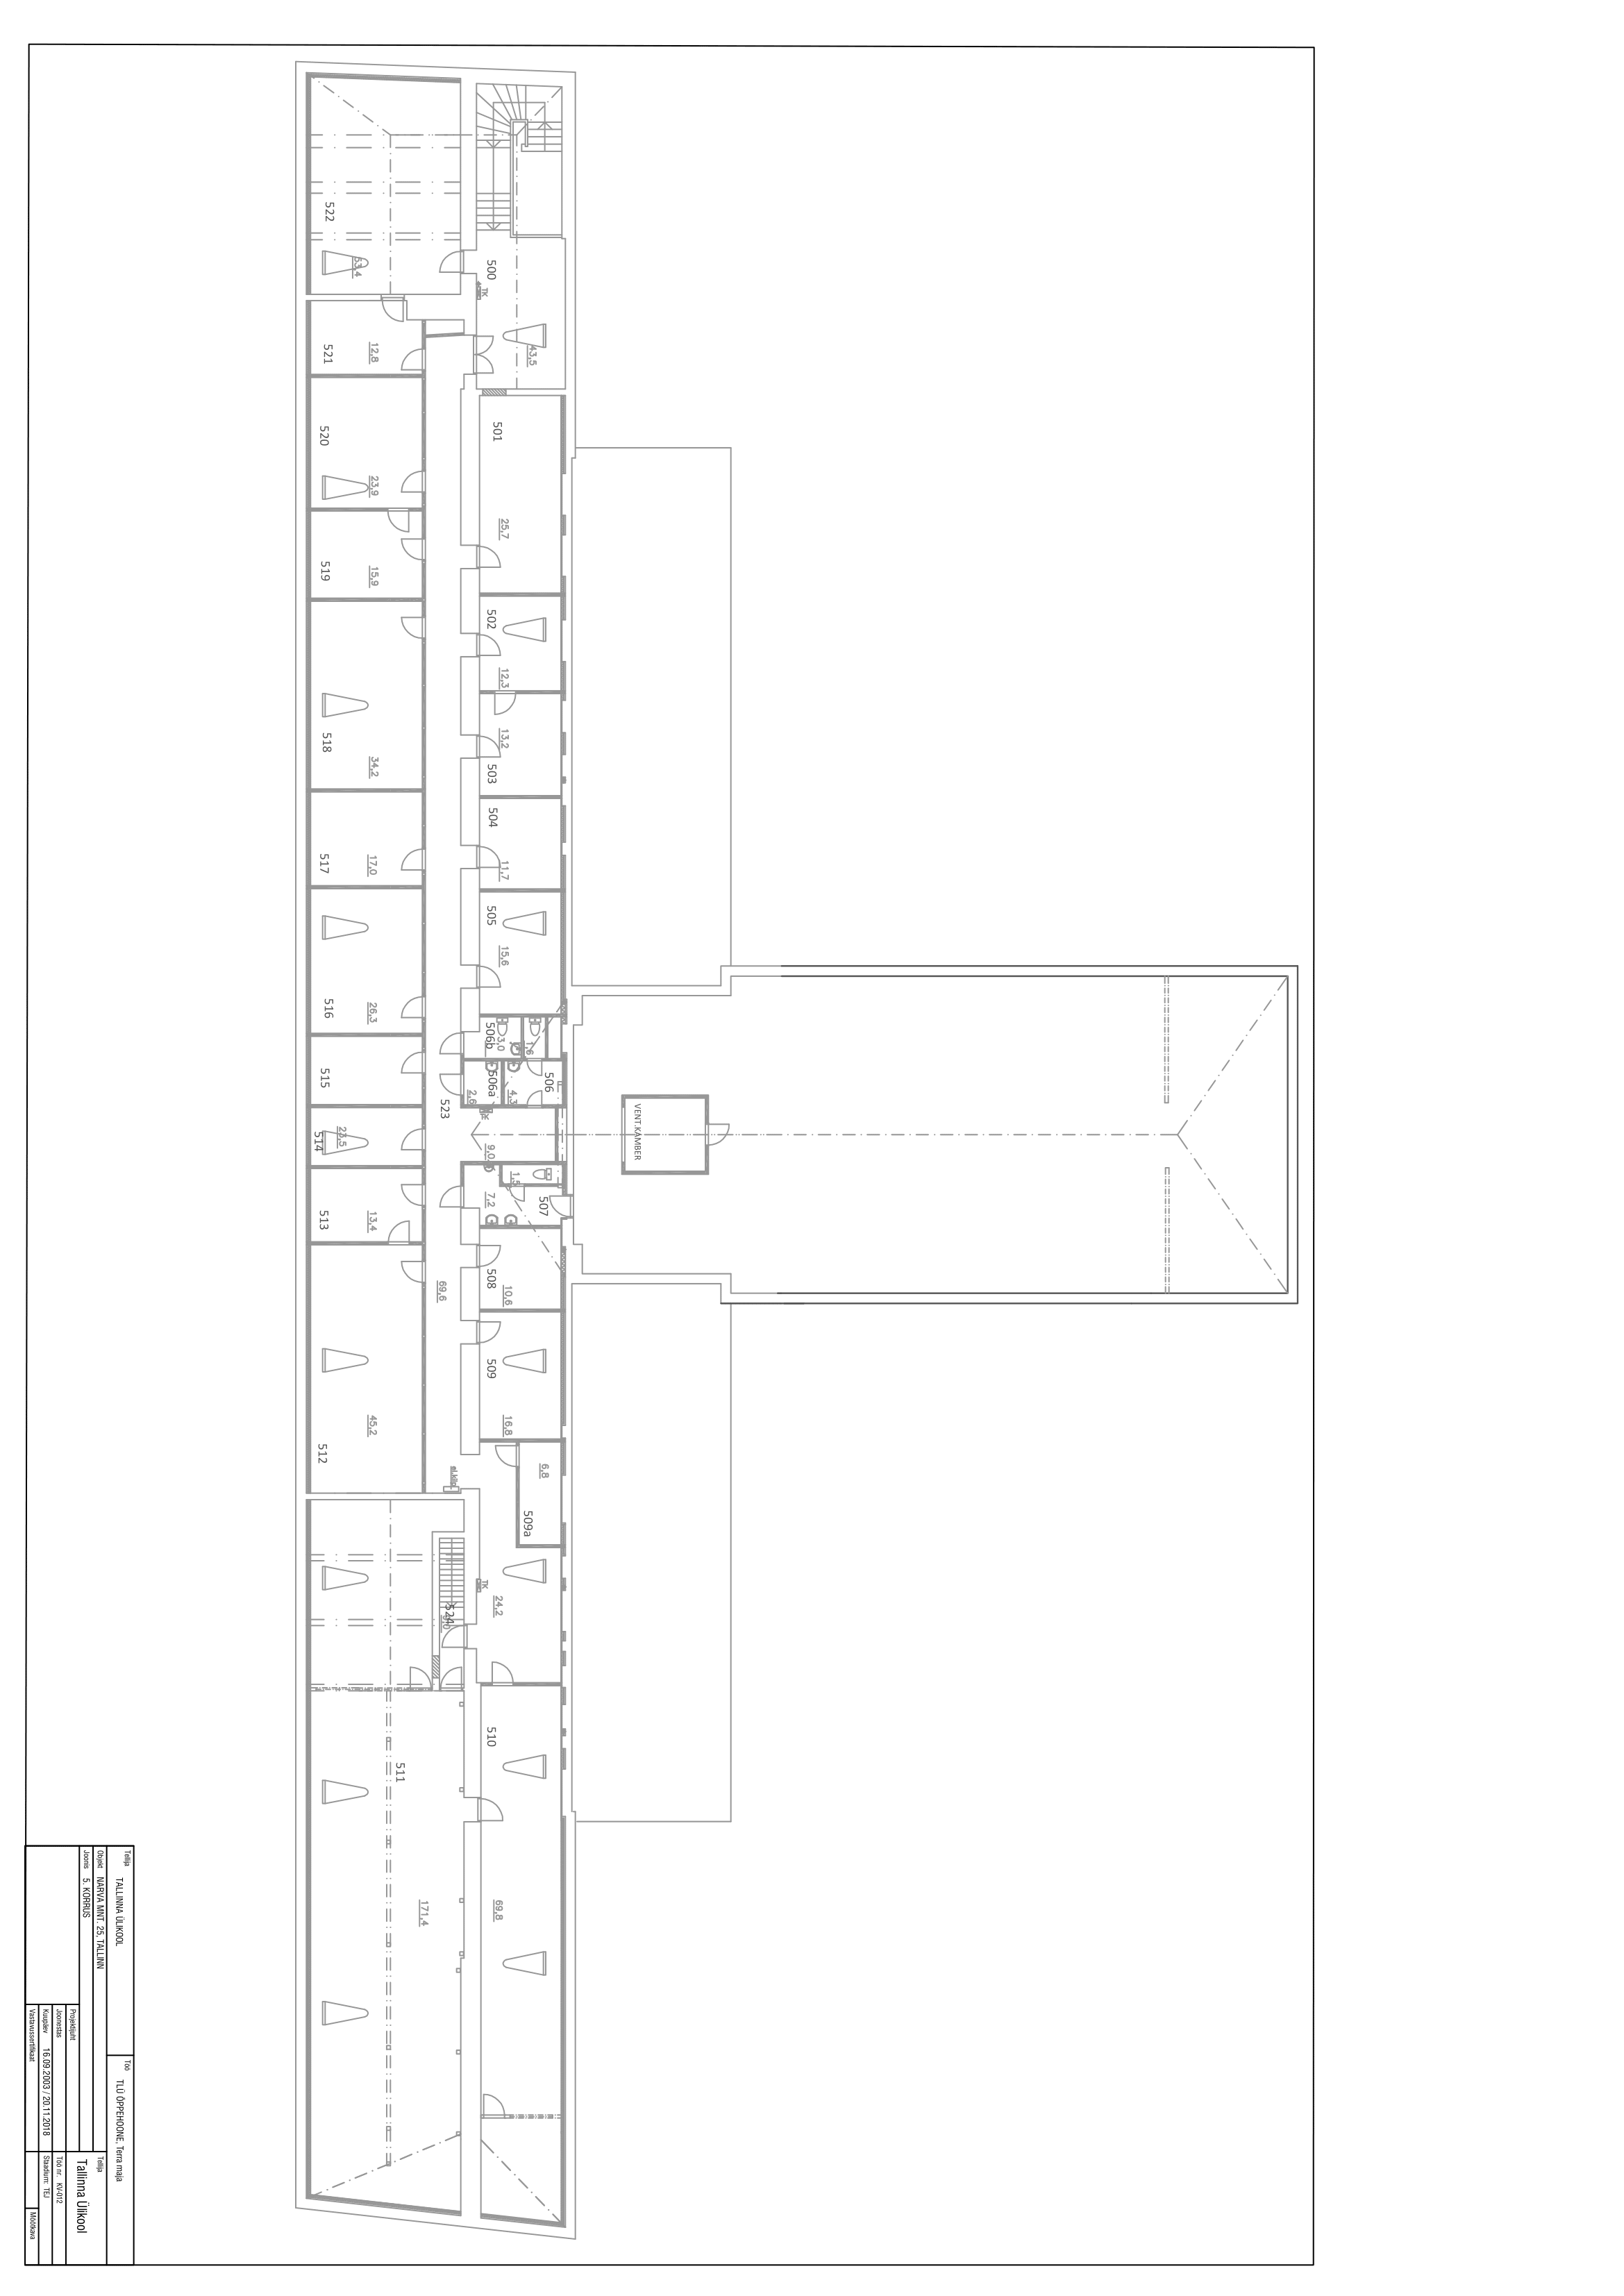 500
TK
43,5
501
25,7
502
12,3
13,2
503
504
11,7
505
15,6
506b
3,0
1,6
506a
2,6
506
4,3
523
9,0
VENT.KAMBER
1,5
507
7,2
508
10,6
69,6
509
16,8
6,8
509a
el.kilp
TK
24,2
524
510
69,8
511
171,4
522
53,4
521
12,8
520
23,9
519
15,9
518
34,2
517
17,0
516
26,3
515
514
23,5
513
13,4
512
45,2
Tellija
TALLINNA ÜLIKOOL
Töö
TLÜ ÕPPEHOONE, Terra maja
Objekt NARVA MNT. 25, TALLINN
Joonis 5. KORRUS
Tellija
Tallinna Ülikool
Projektijuht
Joonestas
Töö nr. KV-012
Kuupäev 16.09.2003 / 20.11.2018
Staadium: TEJ
Vastavussertifikaat
Mõõtkava